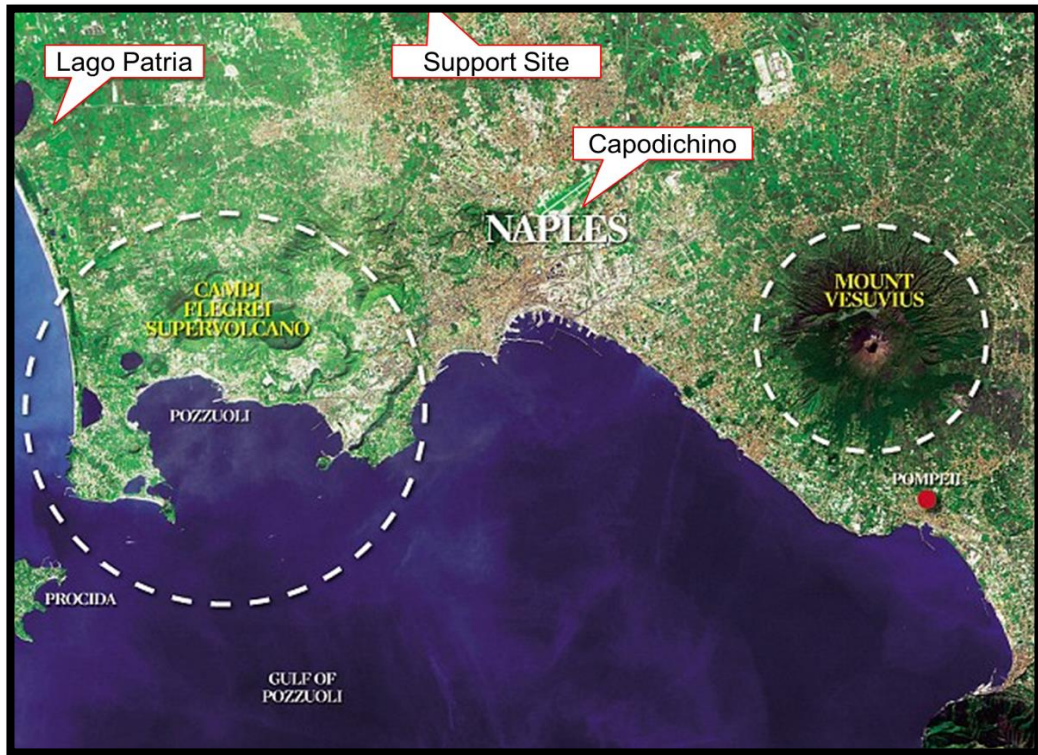 Lago Patria
Support Site
Capodichino
NAPLES
CAMPI
FLEGREI
SUPERVOLCANO
MOUNT
VESUVIUS
POZZUOLI
POMPEII
PROCIDA
GULF OF
POZZUOLI